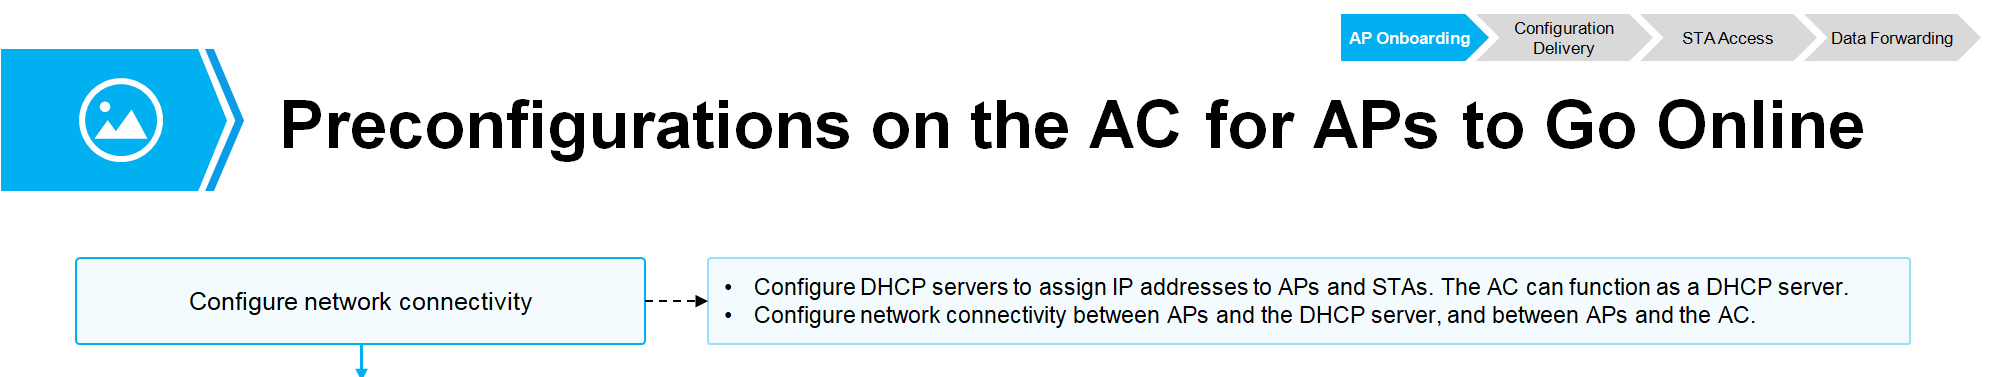 AP Onboarding
Configuration
Delivery
STA Access
Data Forwarding
Preconfigurations on the AC for APs to Go Online
Configure network connectivity
• Configure DHCP servers to assign IP addresses to APs and STAs. The AC can function as a DHCP server.
• Configure network connectivity between APs and the DHCP server, and between APs and the AC.